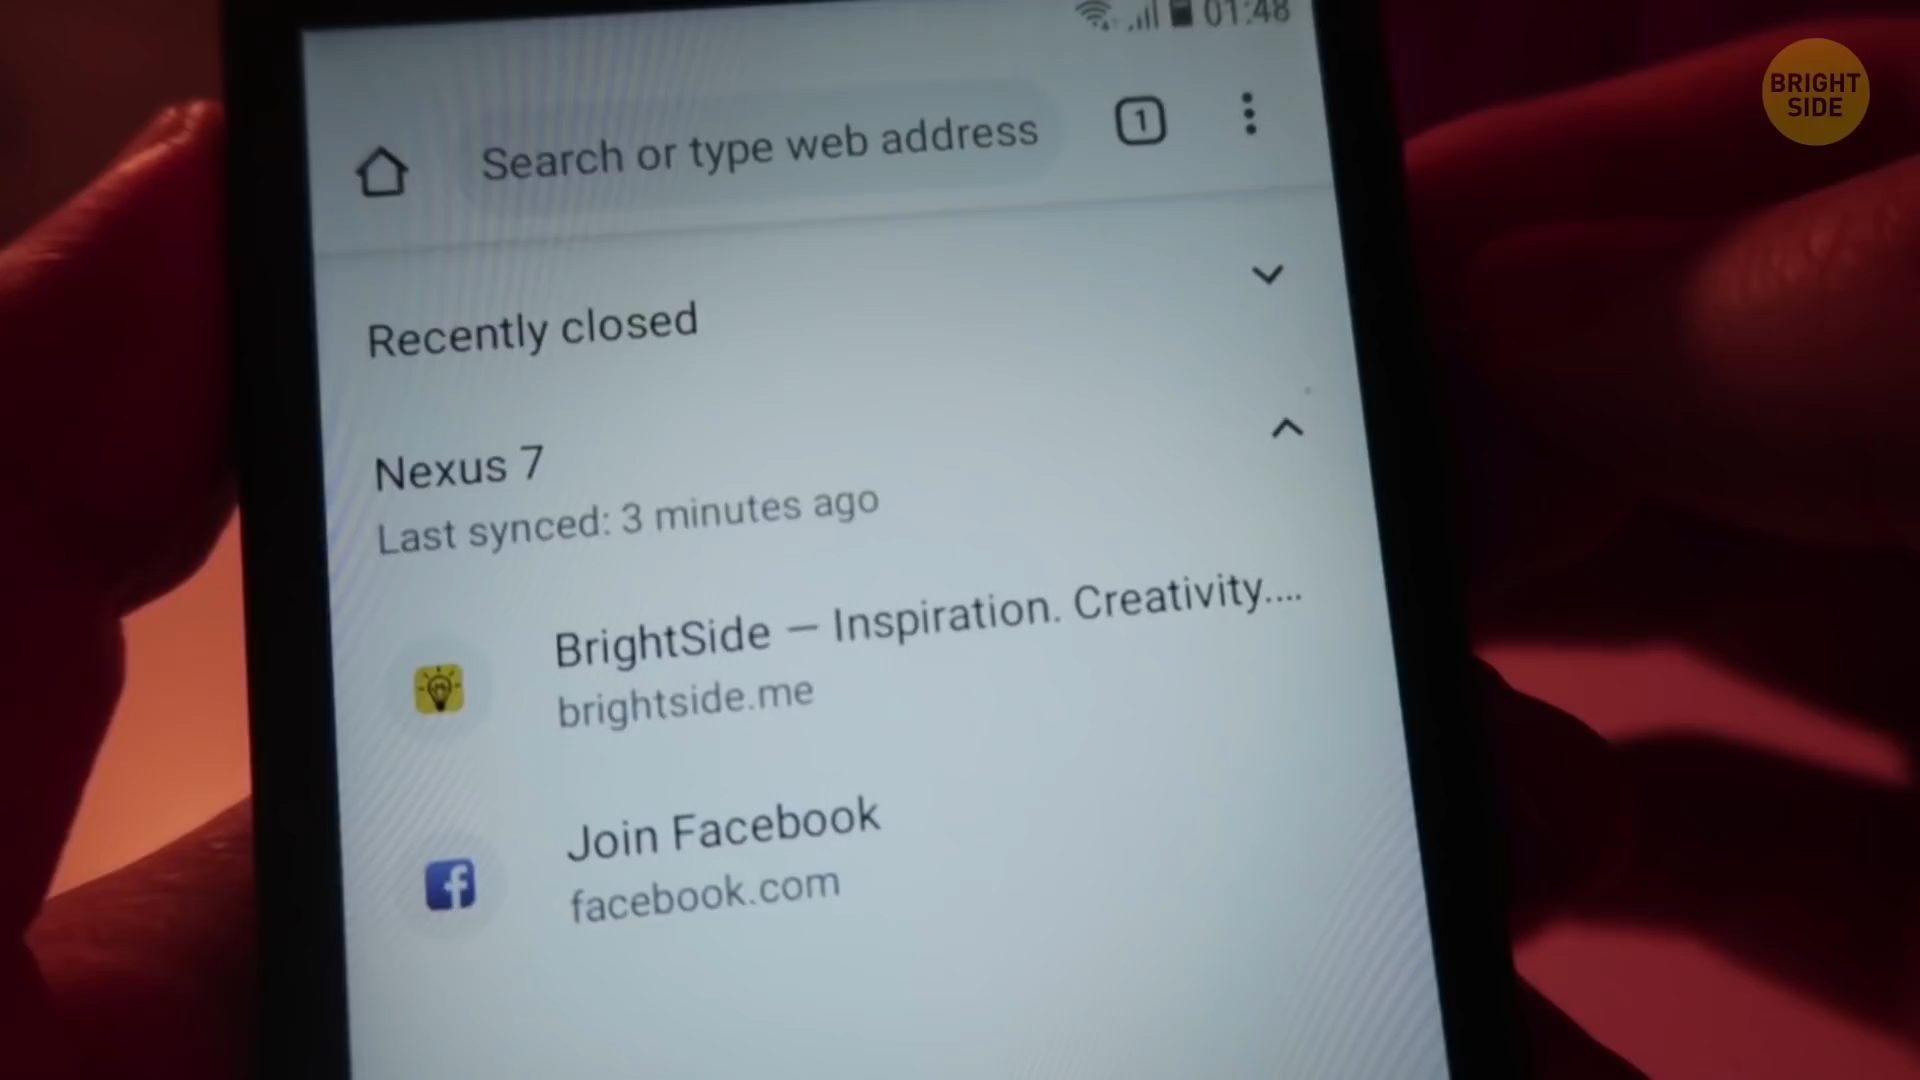 01:48
BRIGHT
SIDE
Search or type web address
1
Recently closed
Nexus 7
Last synced: 3 minutes ago
BrightSide — Inspiration. Creativity....
brightside.me
Join Facebook
facebook.com